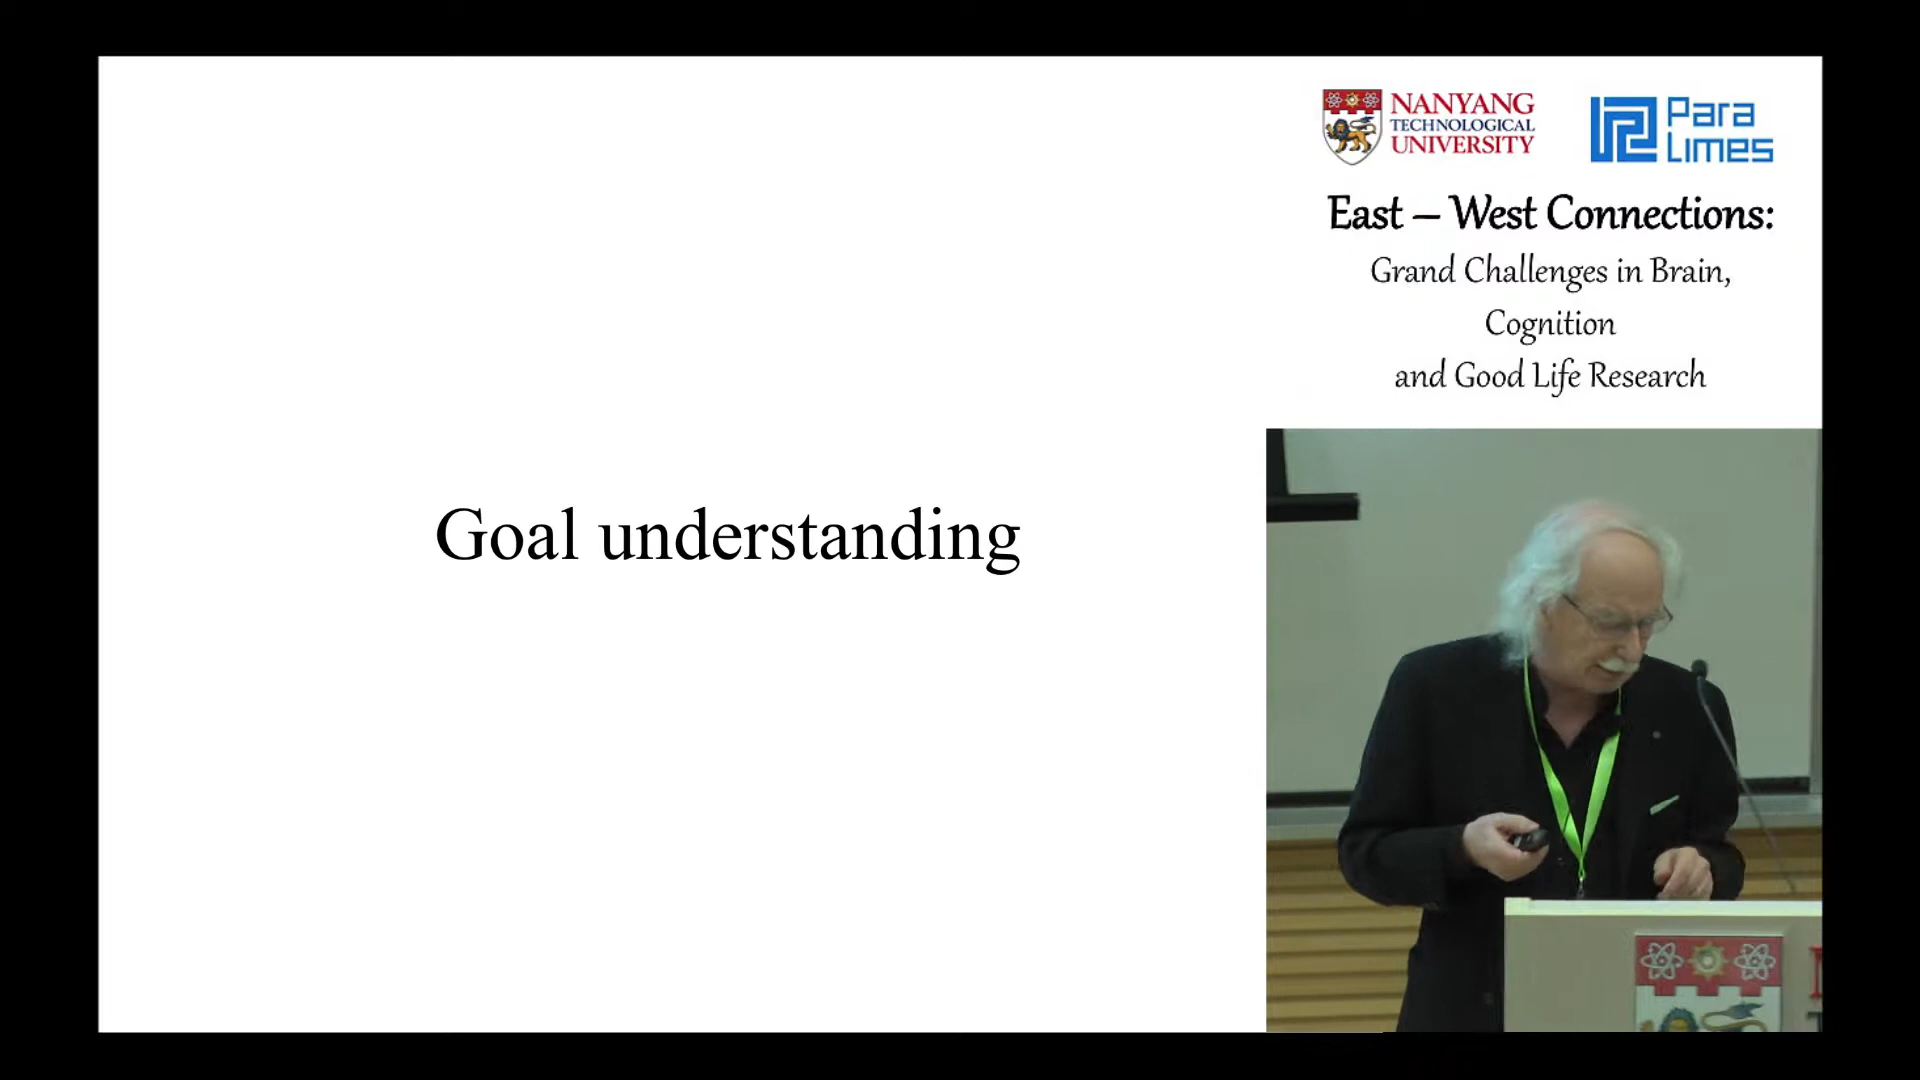 NANYANG
TECHNOLOGICAL
UNIVERSITY
Para
Limes
East – West Connections:
Grand Challenges in Brain,
Cognition
and Good Life Research
Goal understanding